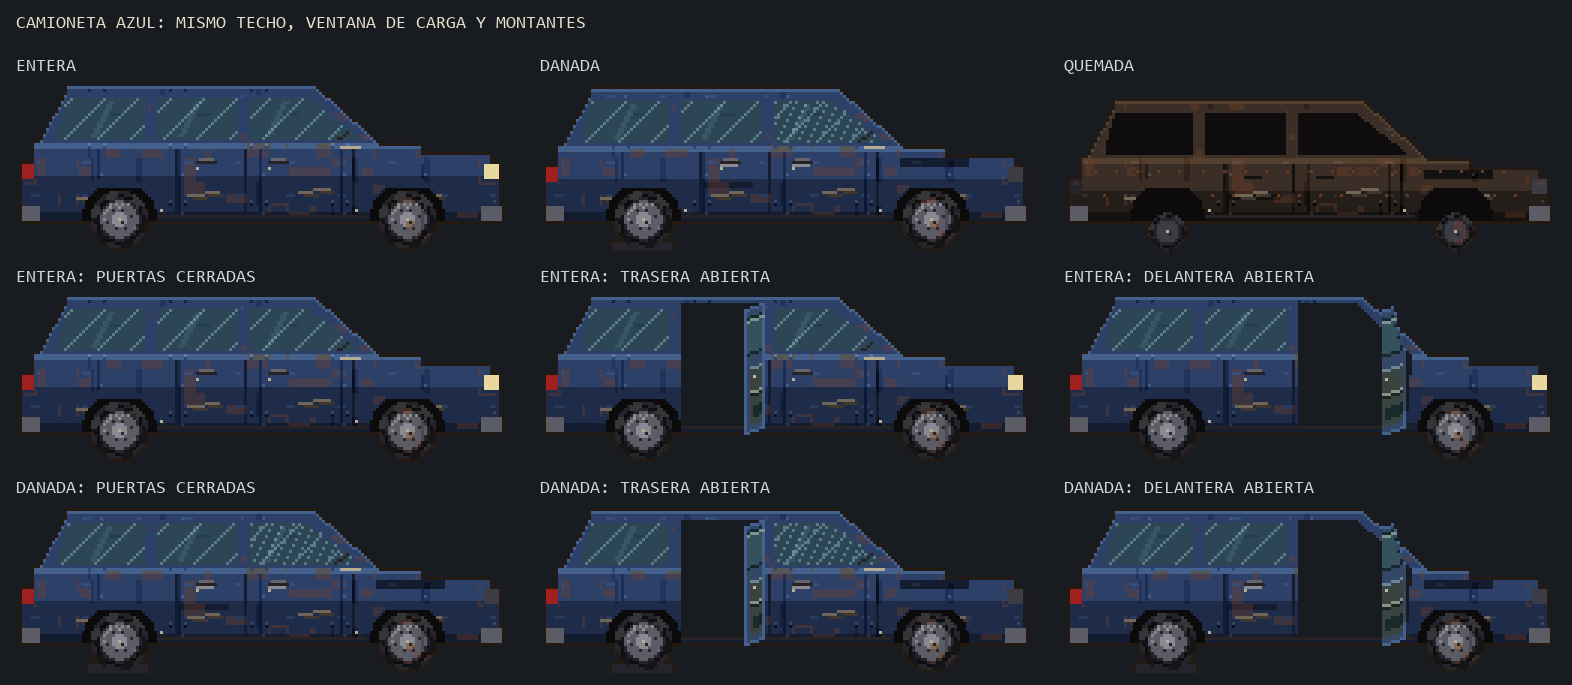 CAMIONETA AZUL: MISMO TECHO, VENTANA DE CARGA Y MONTANTES
ENTERA
DANADA
QUEMADA
ENTERA: PUERTAS CERRADAS
ENTERA: TRASERA ABIERTA
ENTERA: DELANTERA ABIERTA
DANADA: PUERTAS CERRADAS
DANADA: TRASERA ABIERTA
DANADA: DELANTERA ABIERTA